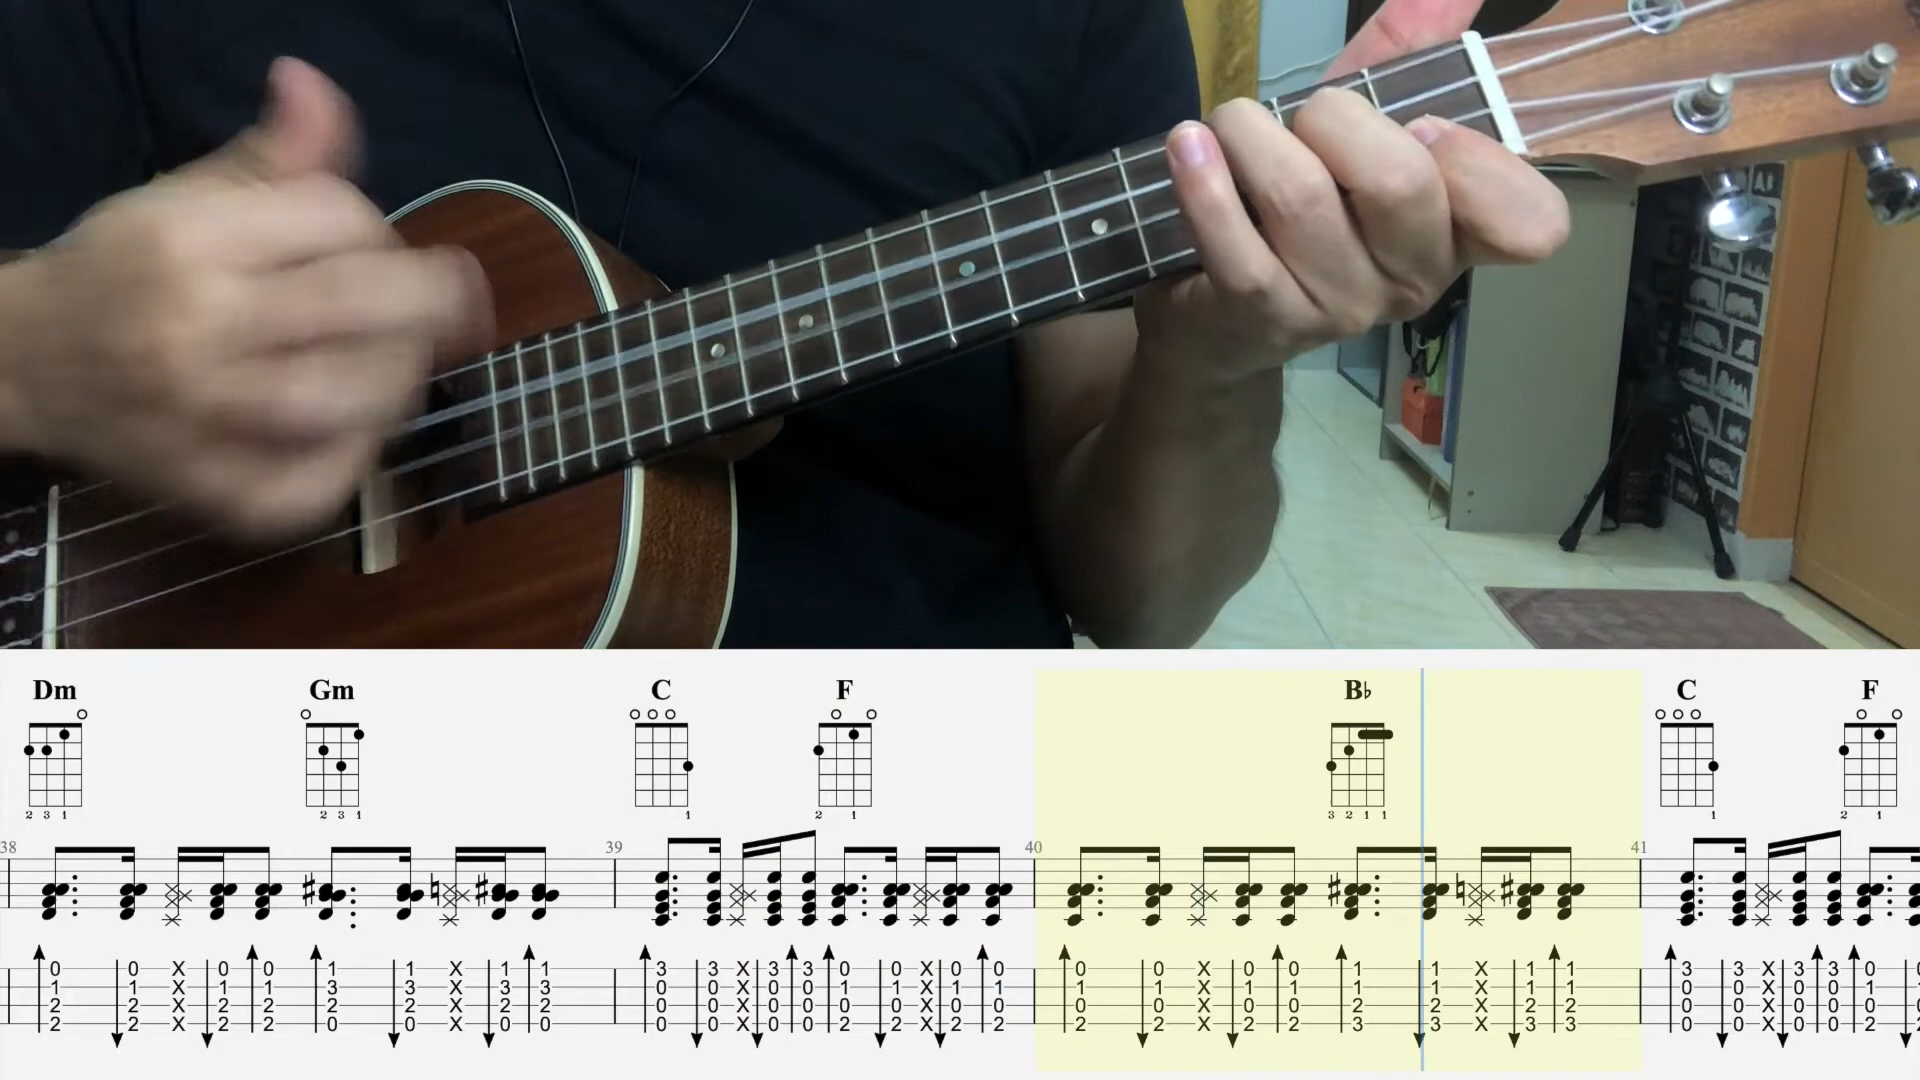 Dm Gm C F B♭ C F
2 3 1 2 3 1 1 2 1 3 2 1 1 1 2 1
38 39 40 41
0 0 X 0 0 1 1 X 1 1 3 3 X 3 3 0 0 X 0 0 0 0 X 0 0 1 1 X 1 1 3 3 X 3 3 0 0
1 1 X 1 1 3 3 X 3 3 0 0 X 0 0 1 1 X 1 1 1 1 X 1 1 1 1 X 1 1 0 0 X 0 0 1 1
2 2 X 2 2 2 2 X 2 2 0 0 X 0 0 0 0 X 0 0 0 0 X 0 0 2 2 X 2 2 0 0 X 0 0 0 0
2 2 X 2 2 0 0 X 0 0 0 0 X 0 0 2 2 X 2 2 2 2 X 2 2 3 3 X 3 3 0 0 X 0 0 2 2